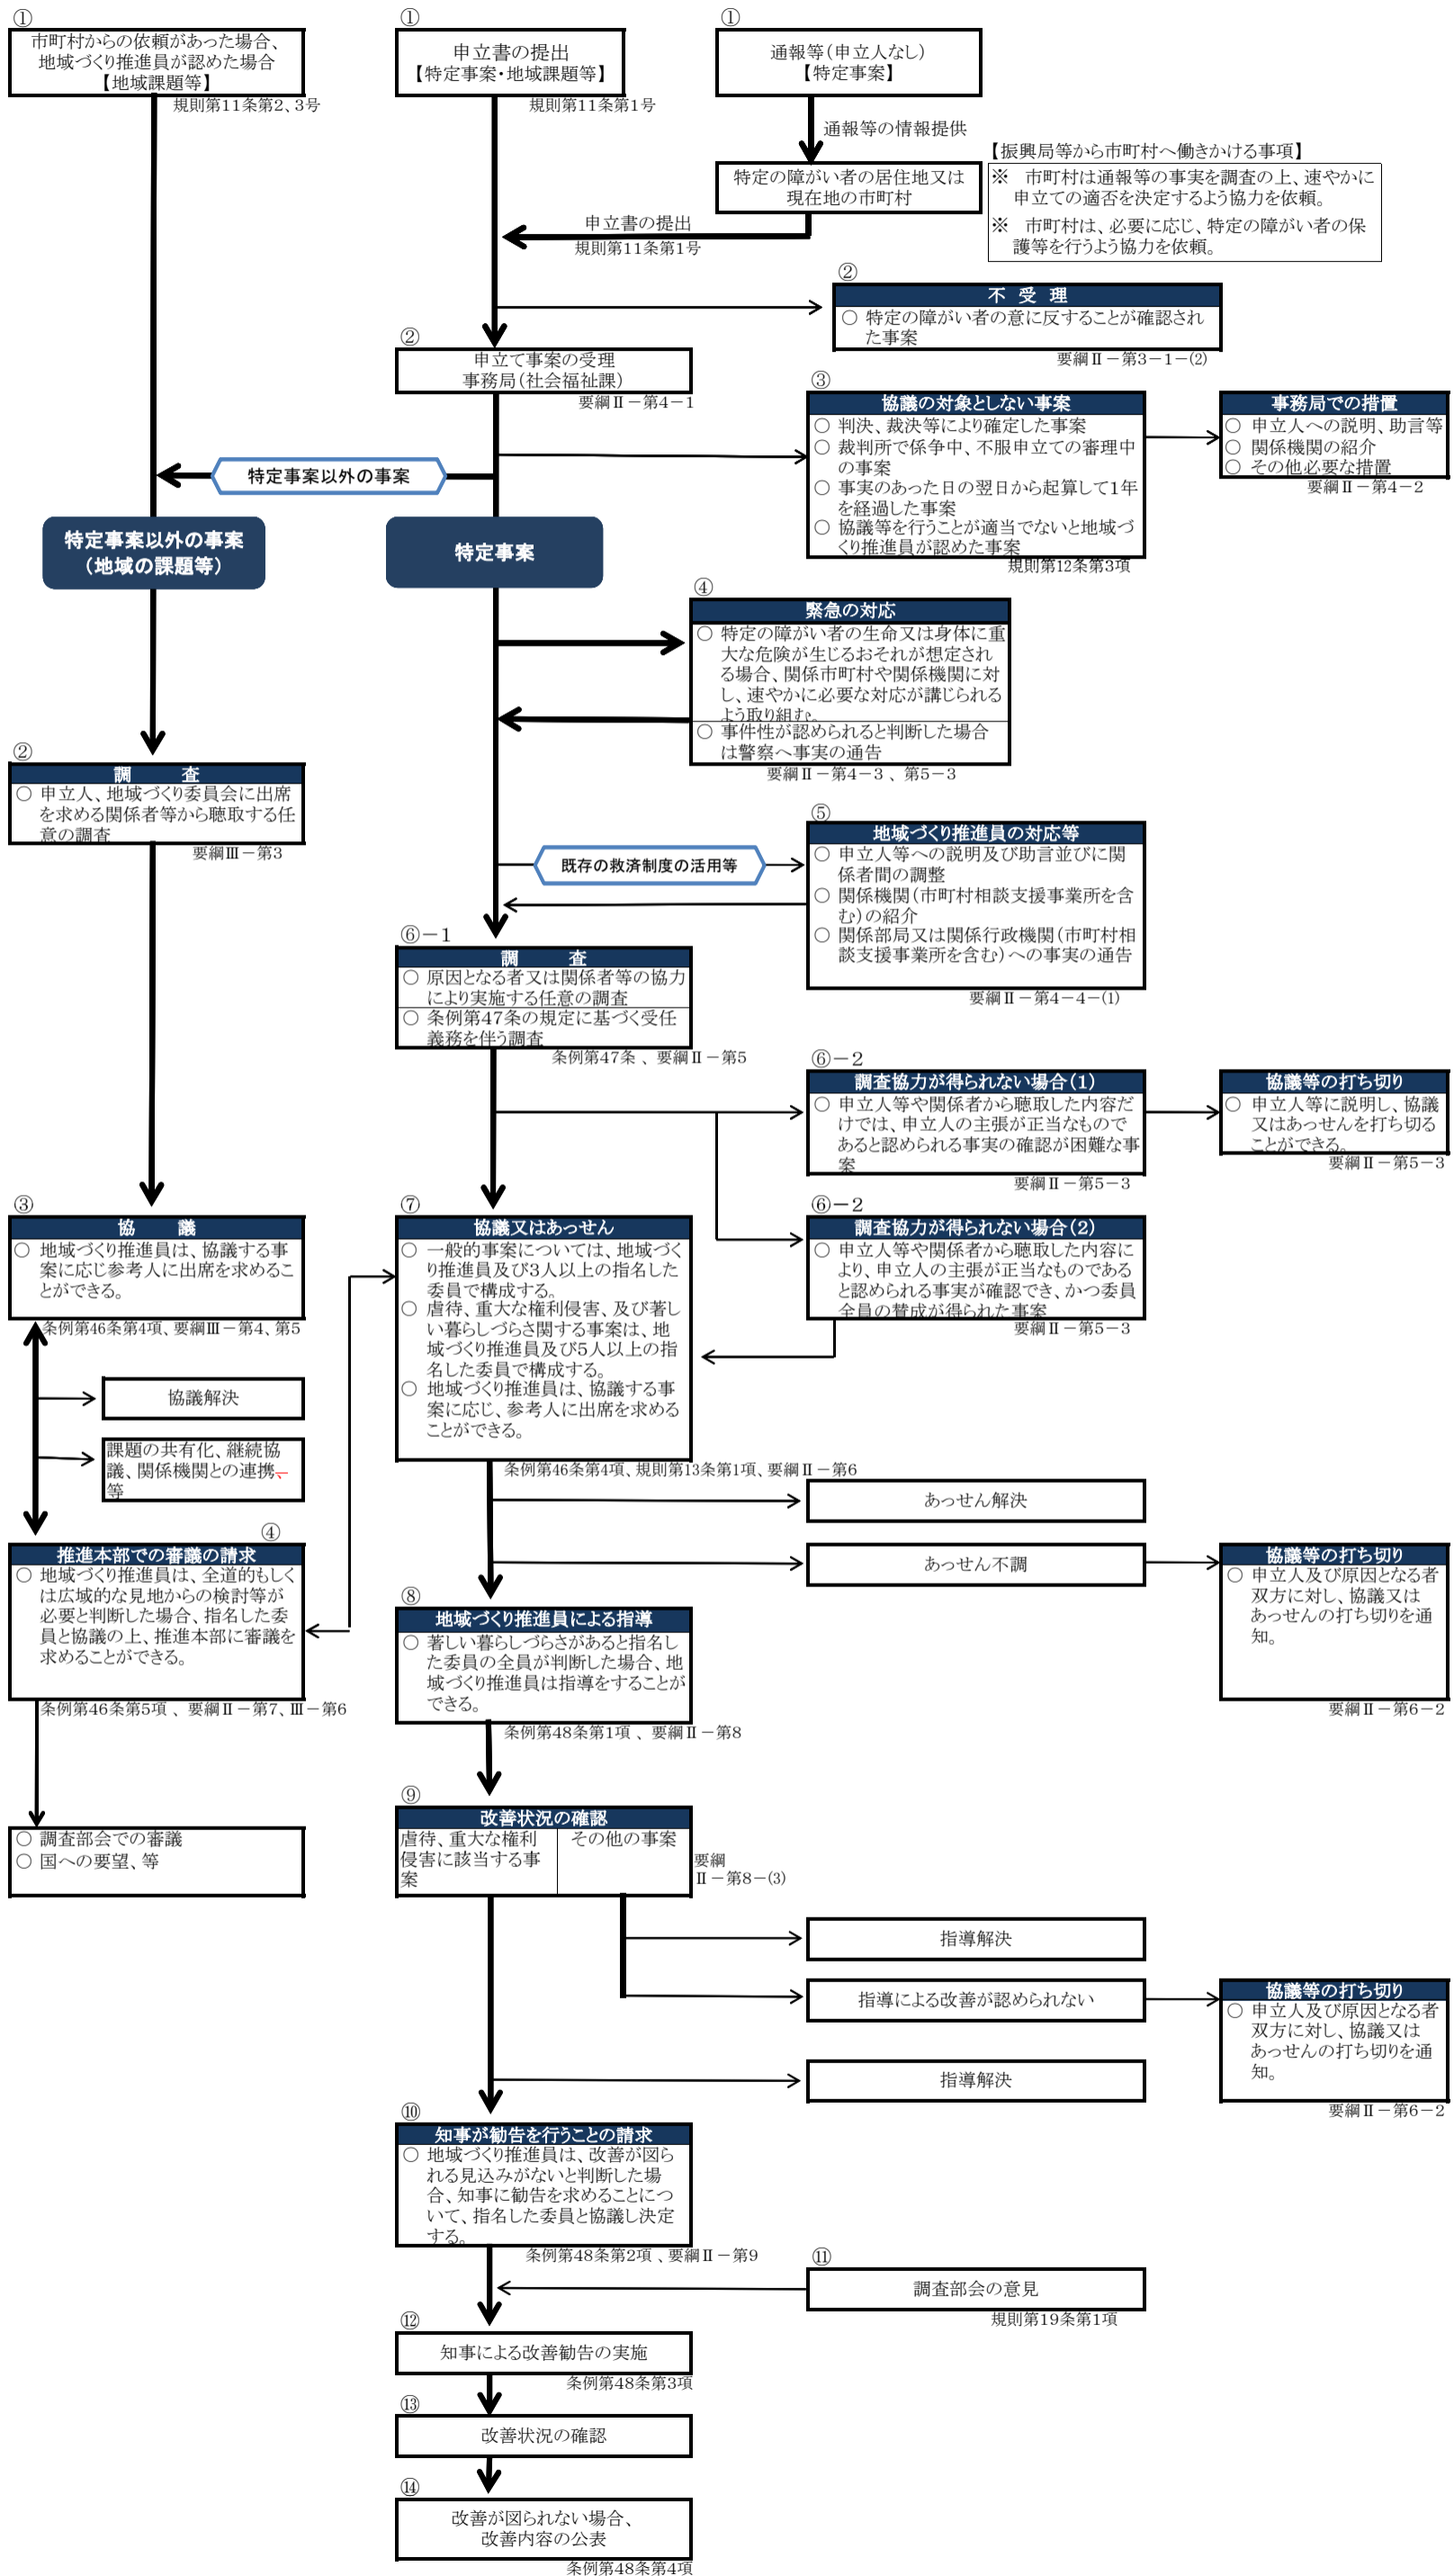 ①
市町村からの依頼があった場合、
地域づくり推進員が認めた場合
【地域課題等】
規則第11条第2、3号
①
申立書の提出
【特定事案・地域課題等】
規則第11条第1号
①
通報等(申立人なし)
【特定事案】
通報等の情報提供
特定の障がい者の居住地又は
現在地の市町村
【振興局等から市町村へ働きかける事項】
※ 市町村は通報等の事実を調査の上、速やかに
申立ての適否を決定するよう協力を依頼。
※ 市町村は、必要に応じ、特定の障がい者の保
護等を行うよう協力を依頼。
申立書の提出
規則第11条第1号
②
不 受 理
○ 特定の障がい者の意に反することが確認され
た事案
要綱Ⅱ-第3-1-(2)
②
申立て事案の受理
事務局(社会福祉課)
要綱Ⅱ-第4-1
③
協議の対象としない事案
○ 判決、裁決等により確定した事案
○ 裁判所で係争中、不服申立ての審理中
の事案
○ 事実のあった日の翌日から起算して1年
を経過した事案
○ 協議等を行うことが適当でないと地域づ
くり推進員が認めた事案
規則第12条第3項
事務局での措置
○ 申立人への説明、助言等
○ 関係機関の紹介
○ その他必要な措置
要綱Ⅱ-第4-2
特定事案以外の事案
特定事案以外の事案
(地域の課題等)
特定事案
④
緊急の対応
○ 特定の障がい者の生命又は身体に重
大な危険が生じるおそれが想定され
る場合、関係市町村や関係機関に対
し、速やかに必要な対応が講じられる
よう取り組む。
○ 事件性が認められると判断した場合
は警察へ事実の通告
要綱Ⅱ-第4-3 、第5-3
②
調 査
○ 申立人、地域づくり委員会に出席
を求める関係者等から聴取する任
意の調査
要綱Ⅲ-第3
⑤
地域づくり推進員の対応等
○ 申立人等への説明及び助言並びに関
係者間の調整
○ 関係機関(市町村相談支援事業所を含
む)の紹介
○ 関係部局又は関係行政機関(市町村相
談支援事業所を含む)への事実の通告
要綱Ⅱ-第4-4-(1)
既存の救済制度の活用等
⑥-1
調 査
○ 原因となる者又は関係者等の協力
により実施する任意の調査
○ 条例第47条の規定に基づく受任
義務を伴う調査
条例第47条 、要綱Ⅱ-第5
⑥-2
調査協力が得られない場合(1)
○ 申立人等や関係者から聴取した内容だ
けでは、申立人の主張が正当なもので
あると認められる事実の確認が困難な事
案
要綱Ⅱ-第5-3
協議等の打ち切り
○ 申立人等に説明し、協議
又はあっせんを打ち切る
ことができる。
要綱Ⅱ-第5-3
⑥-2
調査協力が得られない場合(2)
○ 申立人等や関係者から聴取した内容に
より、申立人の主張が正当なものである
と認められる事実が確認でき、かつ委員
全員の賛成が得られた事案
要綱Ⅱ-第5-3
③
協 議
○ 地域づくり推進員は、協議する事
案に応じ参考人に出席を求めるこ
とができる。
条例第46条第4項、要綱Ⅲ-第4、第5
⑦
協議又はあっせん
○ 一般的事案については、地域づく
り推進員及び3人以上の指名した
委員で構成する。
○ 虐待、重大な権利侵害、及び著し
い暮らしづらさ関する事案は、地
域づくり推進員及び5人以上の指
名した委員で構成する。
○ 地域づくり推進員は、協議する事
案に応じ、参考人に出席を求める
ことができる。
条例第46条第4項、規則第13条第1項、要綱Ⅱ-第6
協議解決
課題の共有化、継続協
議、関係機関との連携、
等
あっせん解決
あっせん不調
協議等の打ち切り
○ 申立人及び原因となる者
双方に対し、協議又は
あっせんの打ち切りを通
知。
要綱Ⅱ-第6-2
④
推進本部での審議の請求
○ 地域づくり推進員は、全道的もしく
は広域的な見地からの検討等が
必要と判断した場合、指名した委
員と協議の上、推進本部に審議を
求めることができる。
条例第46条第5項 、要綱Ⅱ-第7、Ⅲ-第6
⑧
地域づくり推進員による指導
○ 著しい暮らしづらさがあると指名し
た委員の全員が判断した場合、地
域づくり推進員は指導をすることが
できる。
条例第48条第1項 、要綱Ⅱ-第8
○ 調査部会での審議
○ 国への要望、等
⑨
改善状況の確認
虐待、重大な権利
侵害に該当する事
案
その他の事案
要綱
Ⅱ-第8-(3)
指導解決
指導による改善が認められない
協議等の打ち切り
○ 申立人及び原因となる者
双方に対し、協議又は
あっせんの打ち切りを通
知。
要綱Ⅱ-第6-2
指導解決
⑩
知事が勧告を行うことの請求
○ 地域づくり推進員は、改善が図ら
れる見込みがないと判断した場
合、知事に勧告を求めることにつ
いて、指名した委員と協議し決定
する。
条例第48条第2項 、要綱Ⅱ-第9
⑪
調査部会の意見
規則第19条第1項
⑫
知事による改善勧告の実施
条例第48条第3項
⑬
改善状況の確認
⑭
改善が図られない場合、
改善内容の公表
条例第48条第4項